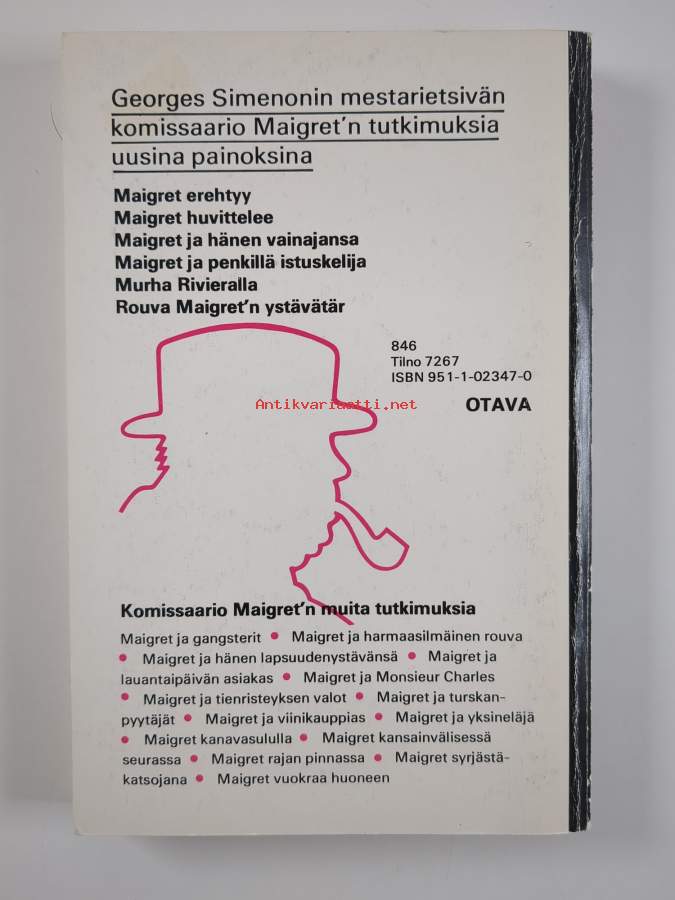 Georges Simenonin mestarietsivän
komissaario Maigret'n tutkimuksia
uusina painoksina
Maigret erehtyy
Maigret huvittelee
Maigret ja hänen vainajansa
Maigret ja penkillä istuskelija
Murha Rivieralla
Rouva Maigret'n ystävätär
846
Tilno 7267
ISBN 951-1-02347-0
Antikvariaatti.net
OTAVA
Komissaario Maigret'n muita tutkimuksia
Maigret ja gangsterit • Maigret ja harmaasilmäinen rouva
• Maigret ja hänen lapsuudenystävänsä • Maigret ja
lauantaipäivän asiakas • Maigret ja Monsieur Charles
• Maigret ja tienristeyksen valot • Maigret ja turskan-
pyytäjät • Maigret ja viinikauppias • Maigret ja yksineläjä
• Maigret kanavasululla • Maigret kansainvälisessä
seurassa • Maigret rajan pinnassa • Maigret syrjästä-
katsojana • Maigret vuokraa huoneen